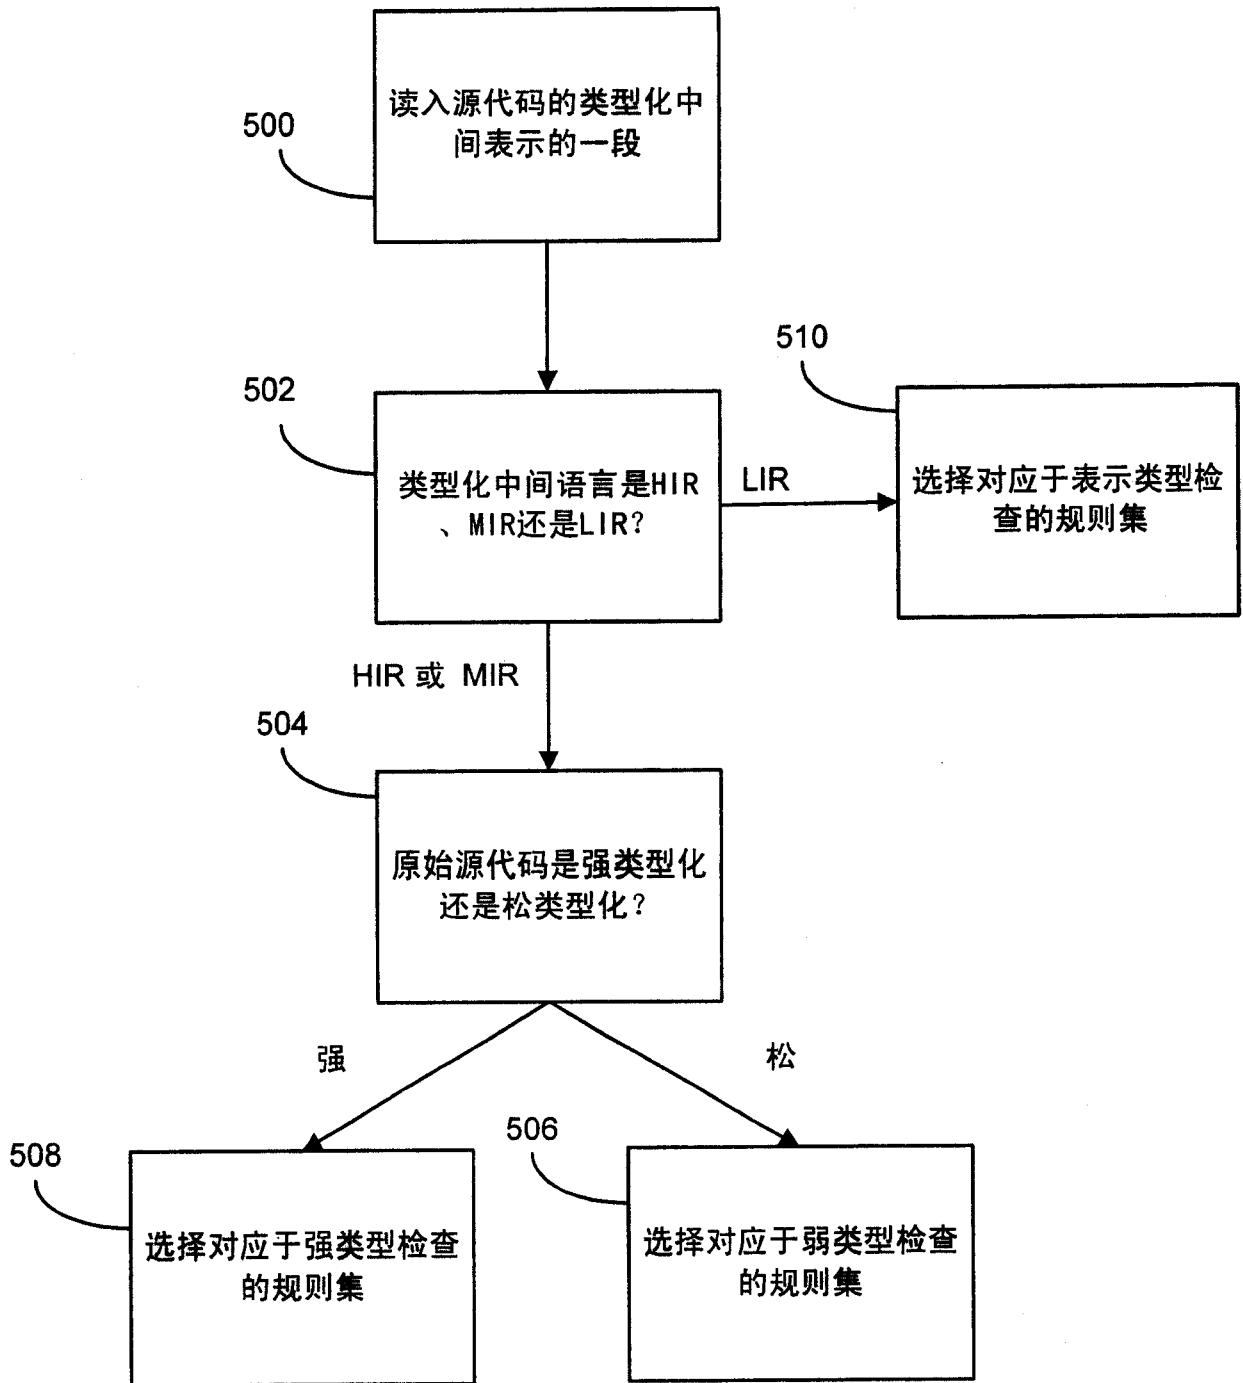 500
读入源代码的类型化中
间表示的一段
502
类型化中间语言是HIR
、MIR还是LIR？
LIR
510
选择对应于表示类型检
查的规则集
HIR 或 MIR
504
原始源代码是强类型化
还是松类型化？
强
松
508
选择对应于强类型检查
的规则集
506
选择对应于弱类型检查
的规则集